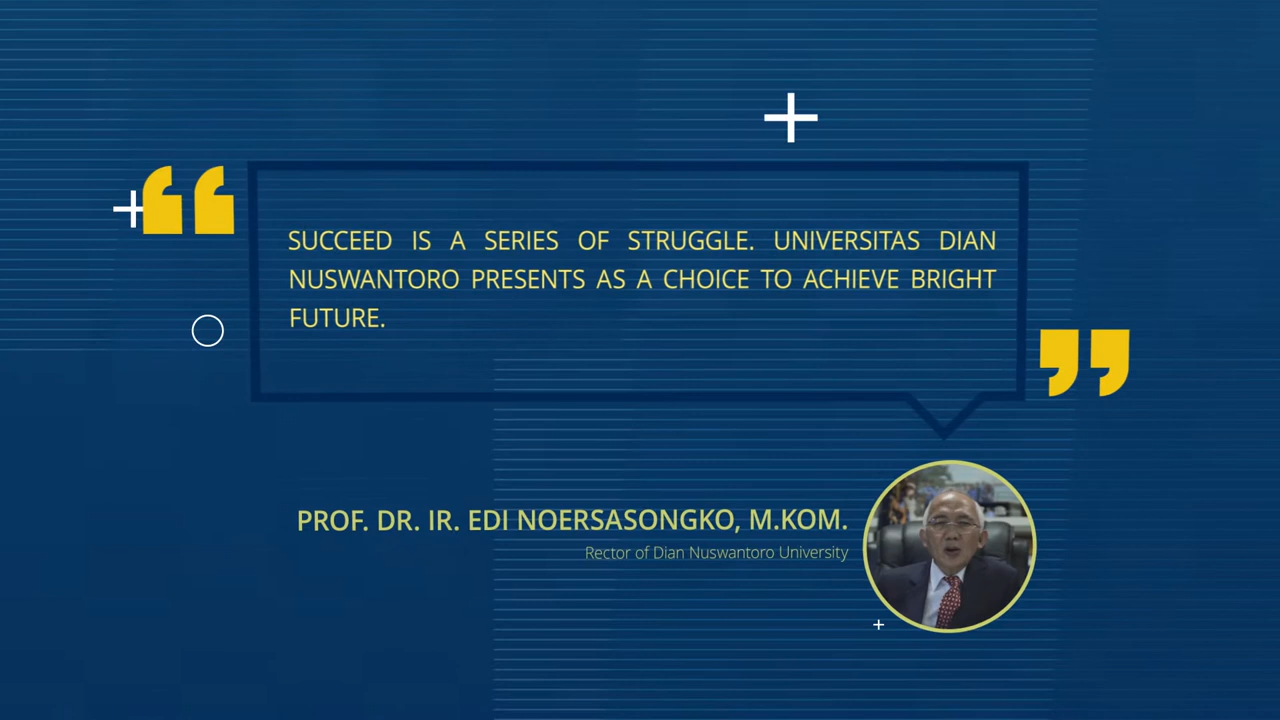 SUCCEED IS A SERIES OF STRUGGLE. UNIVERSITAS DIAN
NUSWANTORO PRESENTS AS A CHOICE TO ACHIEVE BRIGHT
FUTURE.
PROF. DR. IR. EDI NOERSASONGKO, M.KOM.
Rector of Dian Nuswantoro University